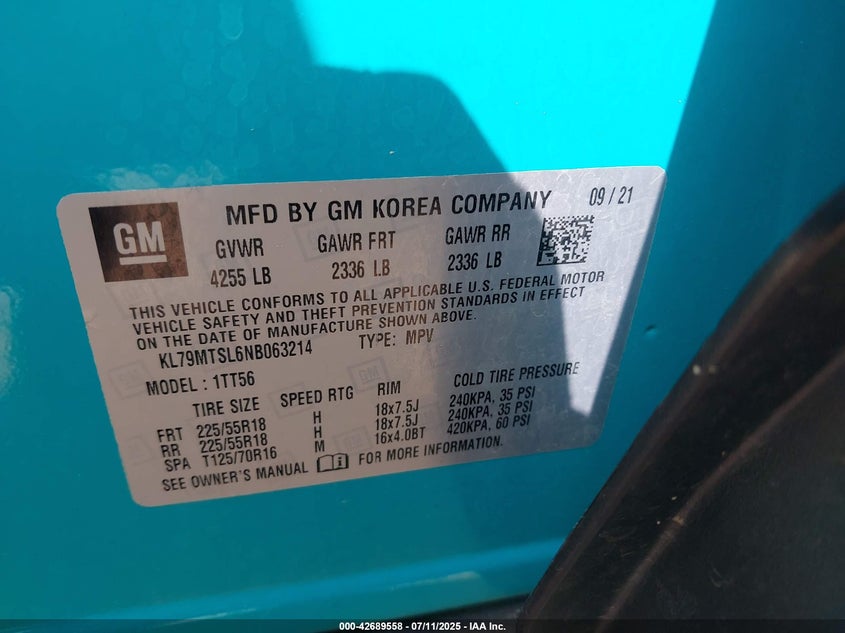 GM
MFD BY GM KOREA COMPANY 09 / 21
GVWR GAWR FRT GAWR RR
4255 LB 2336 LB 2336 LB
THIS VEHICLE CONFORMS TO ALL APPLICABLE U.S. FEDERAL MOTOR
VEHICLE SAFETY AND THEFT PREVENTION STANDARDS IN EFFECT
ON THE DATE OF MANUFACTURE SHOWN ABOVE.
KL79MTSL6NB063214 TYPE: MPV
MODEL : 1TT56
TIRE SIZE SPEED RTG RIM COLD TIRE PRESSURE
FRT 225/55R18 H 18x7.5J 240KPA, 35 PSI
RR 225/55R18 H 18x7.5J 240KPA, 35 PSI
SPA T125/70R16 M 16x4.0BT 420KPA, 60 PSI
SEE OWNER'S MANUAL FOR MORE INFORMATION.
000-42689558 - 07/11/2025 - IAA Inc.